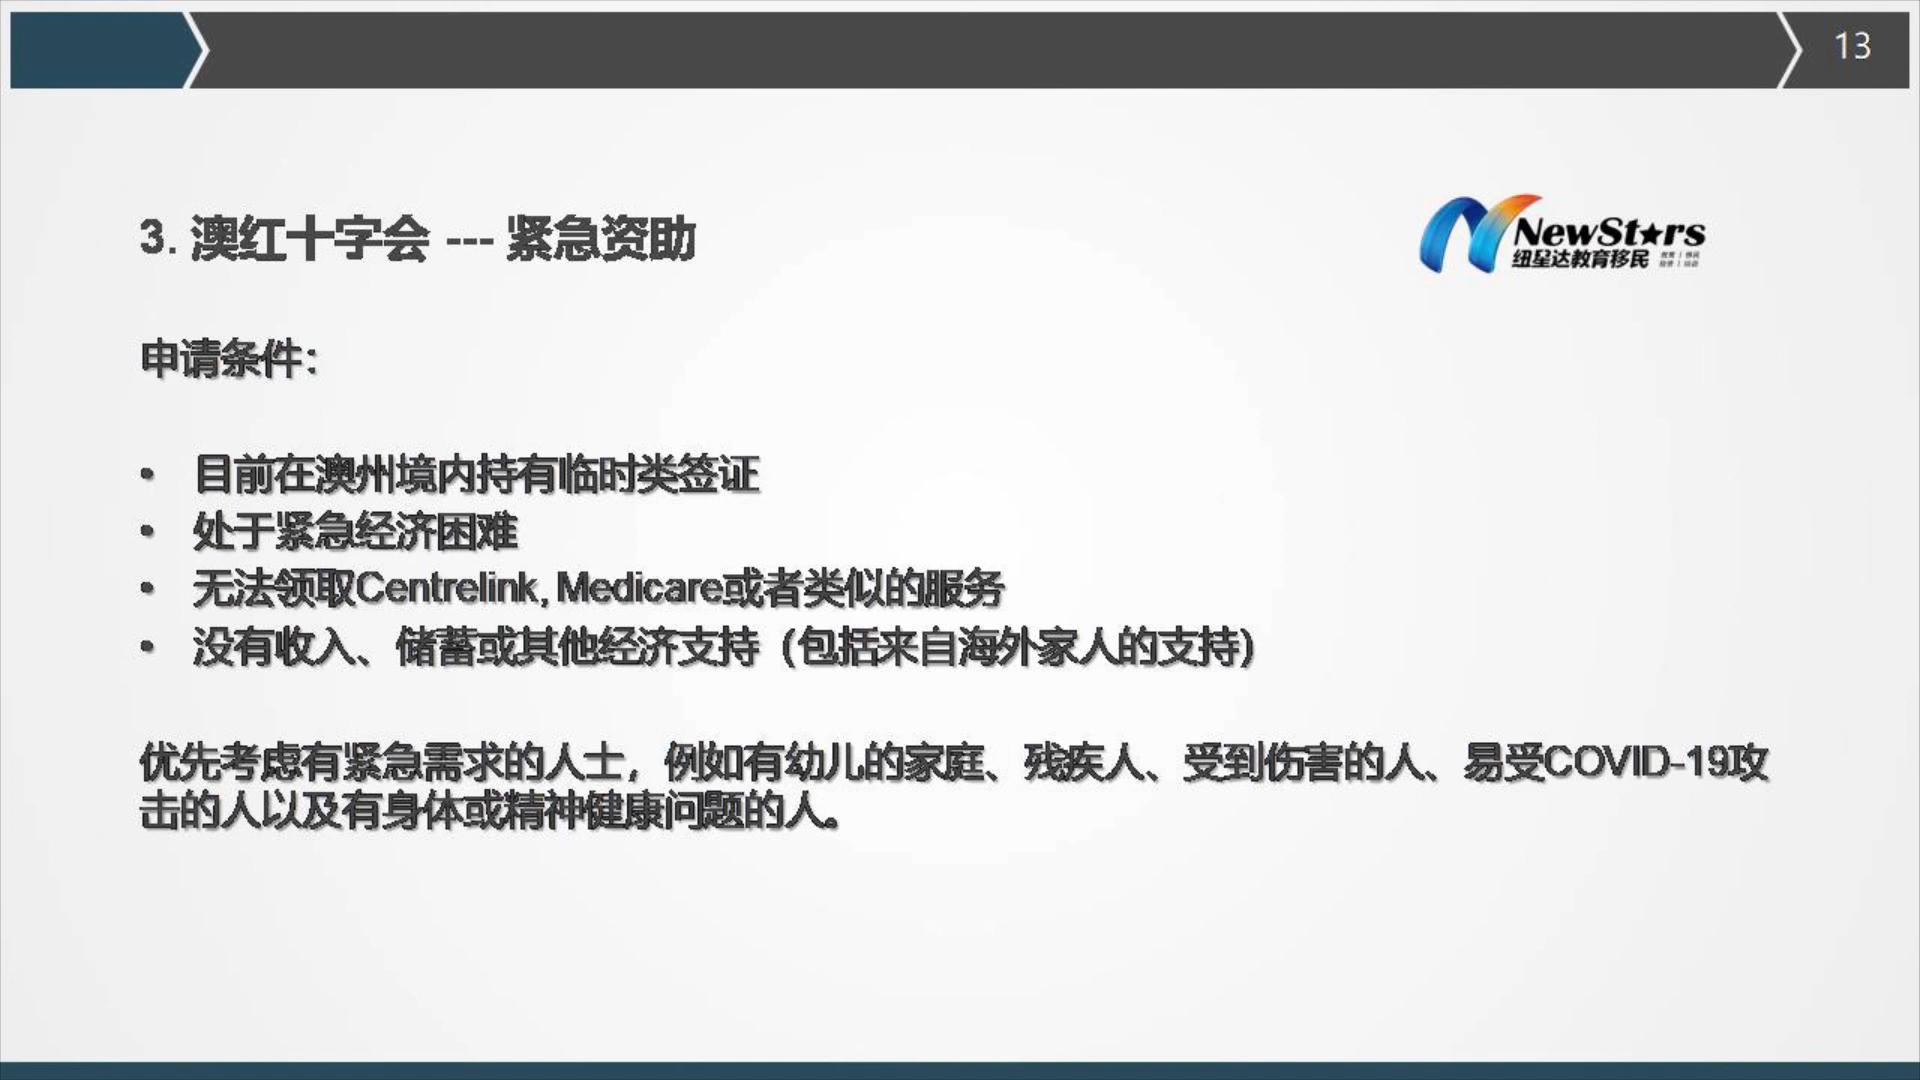 13
3. 澳红十字会 --- 紧急资助
NewSt★rs
纽星达教育移民
申请条件：
• 目前在澳州境内持有临时类签证
• 处于紧急经济困难
• 无法领取Centrelink, Medicare或者类似的服务
• 没有收入、储蓄或其他经济支持（包括来自海外家人的支持）
优先考虑有紧急需求的人士，例如有幼儿的家庭、残疾人、受到伤害的人、易受COVID-19攻
击的人以及有身体或精神健康问题的人。